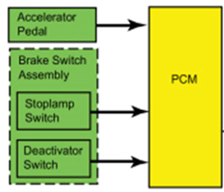 Accelerator
Pedal
Brake Switch
Assembly
PCM
Stoplamp
Switch
Deactivator
Switch